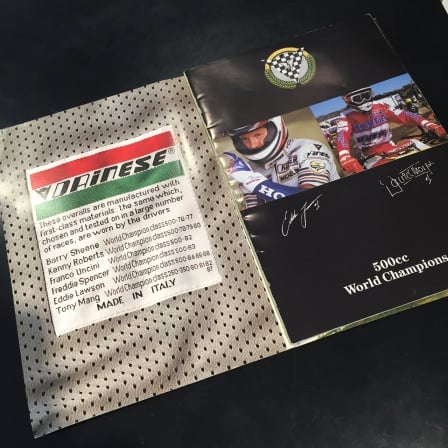 DAINESE®
These overalls are manufactured with
first-class materials, the same which,
chosen and tested on in a large number
of races, are worn by the drivers
Barry Sheene World Champion class 500-76-77
Kenny Roberts World Champion class 500-78-79-80
Franco Uncini World Champion class 500-82
Freddie Spencer World Champion class 500-83
Eddie Lawson World Champion class 500-84-86-88
Tony Mang World Champion class 250-350-80-81-82
87
MADE IN ITALY
500cc
World Champions